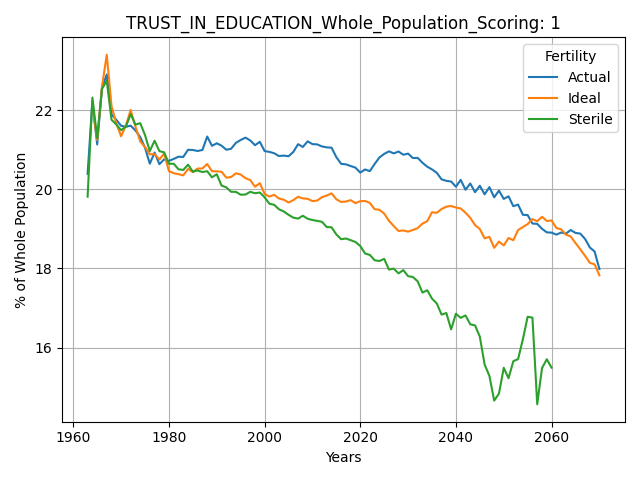 TRUST_IN_EDUCATION_Whole_Population_Scoring: 1
% of Whole Population
22
20
18
16
Fertility
Actual
Ideal
Sterile
1960 1980 2000 2020 2040 2060
Years